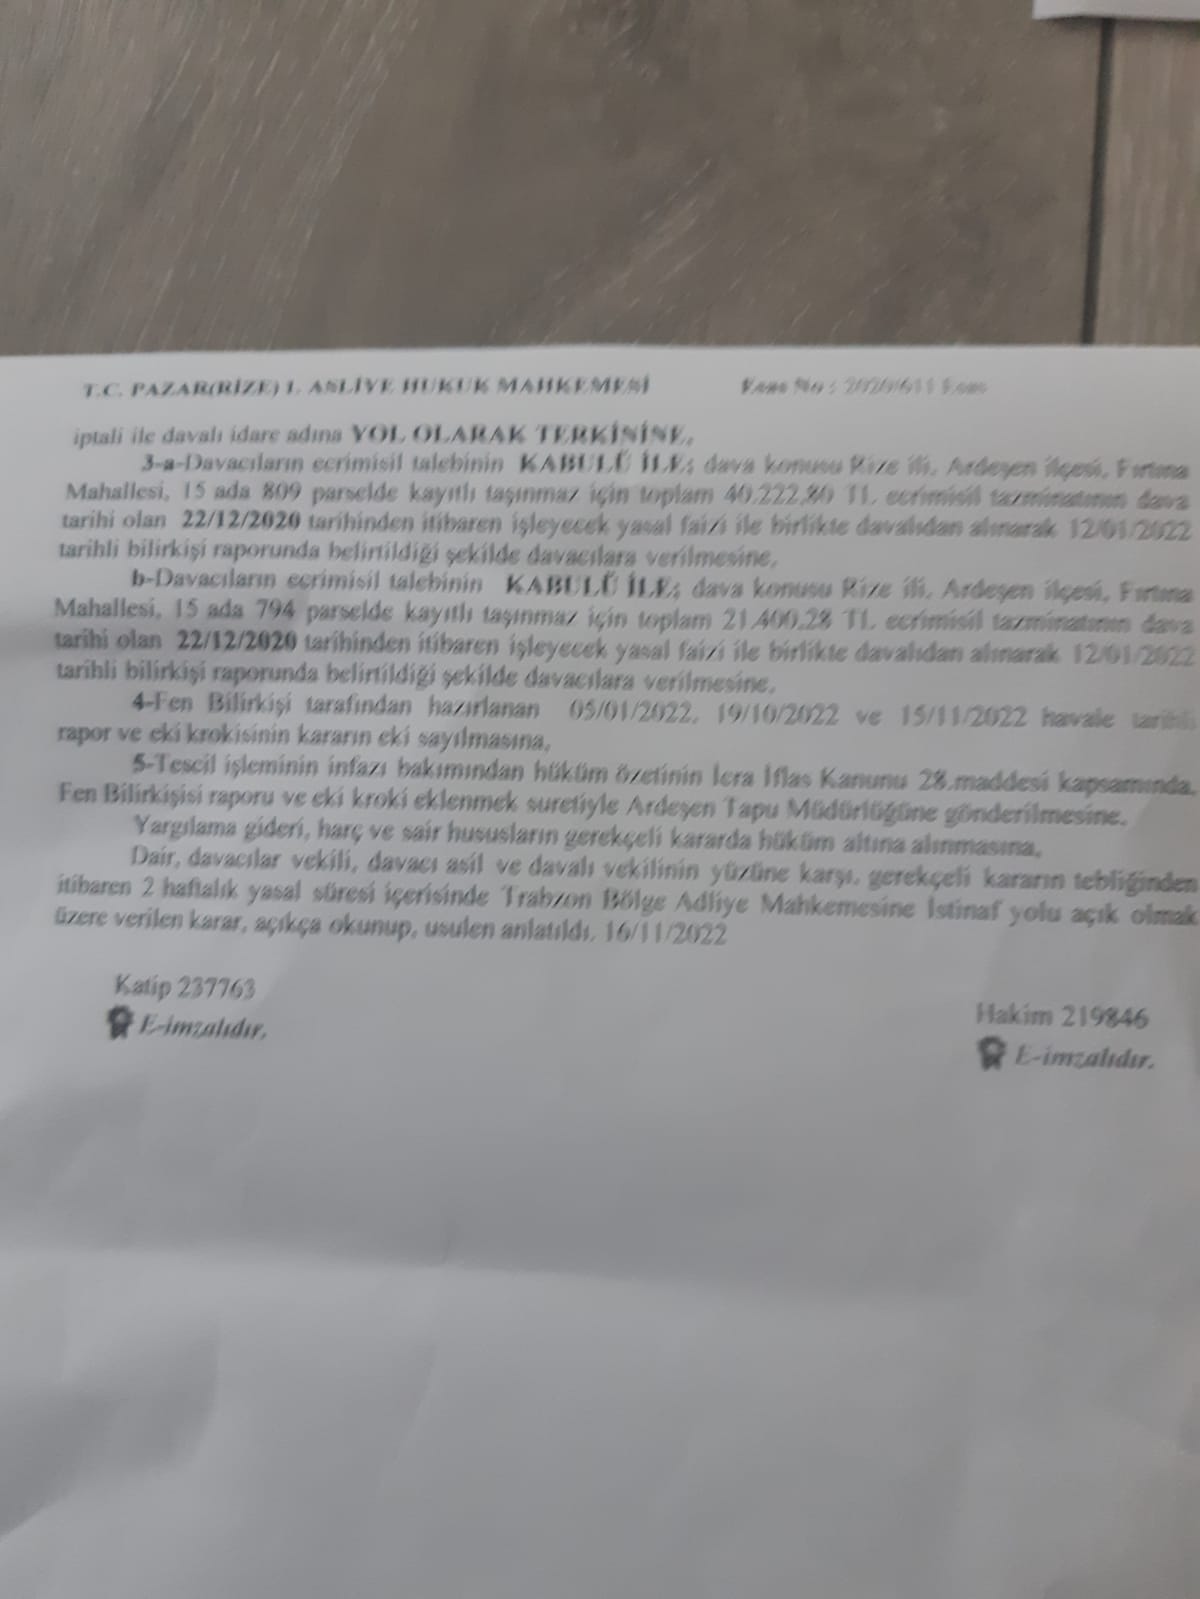 T.C. PAZAR(RİZE) 1. ASLİYE HUKUK MAHKEMESİ Esas No : 2020/611 Esas
iptali ile davalı idare adına YOL OLARAK TERKİNİNE,
3-a-Davacıların ecrimisil talebinin KABULÜ İLE; dava konusu Rize ili, Ardeşen ilçesi, Fırtına
Mahallesi, 15 ada 809 parselde kayıtlı taşınmaz için toplam 40.222,80 TL ecrimisil tazminatının dava
tarihi olan 22/12/2020 tarihinden itibaren işleyecek yasal faizi ile birlikte davalıdan alınarak 12/01/2022
tarihli bilirkişi raporunda belirtildiği şekilde davacılara verilmesine,
b-Davacıların ecrimisil talebinin KABULÜ İLE; dava konusu Rize ili, Ardeşen ilçesi, Fırtına
Mahallesi, 15 ada 794 parselde kayıtlı taşınmaz için toplam 21.400,28 TL ecrimisil tazminatının dava
tarihi olan 22/12/2020 tarihinden itibaren işleyecek yasal faizi ile birlikte davalıdan alınarak 12/01/2022
tarihli bilirkişi raporunda belirtildiği şekilde davacılara verilmesine,
4-Fen Bilirkişi tarafından hazırlanan 05/01/2022, 19/10/2022 ve 15/11/2022 havale tarihli
rapor ve eki krokisinin kararın eki sayılmasına,
5-Tescil işleminin infazı bakımından hüküm özetinin İcra İflas Kanunu 28.maddesi kapsamında,
Fen Bilirkişisi raporu ve eki kroki eklenmek suretiyle Ardeşen Tapu Müdürlüğüne gönderilmesine,
Yargılama gideri, harç ve sair hususların gerekçeli kararda hüküm altına alınmasına,
Dair, davacılar vekili, davacı asil ve davalı vekilinin yüzüne karşı, gerekçeli kararın tebliğinden
itibaren 2 haftalık yasal süresi içerisinde Trabzon Bölge Adliye Mahkemesine İstinaf yolu açık olmak
üzere verilen karar, açıkça okunup, usulen anlatıldı. 16/11/2022
Katip 237763
E-imzalıdır.
Hakim 219846
E-imzalıdır.